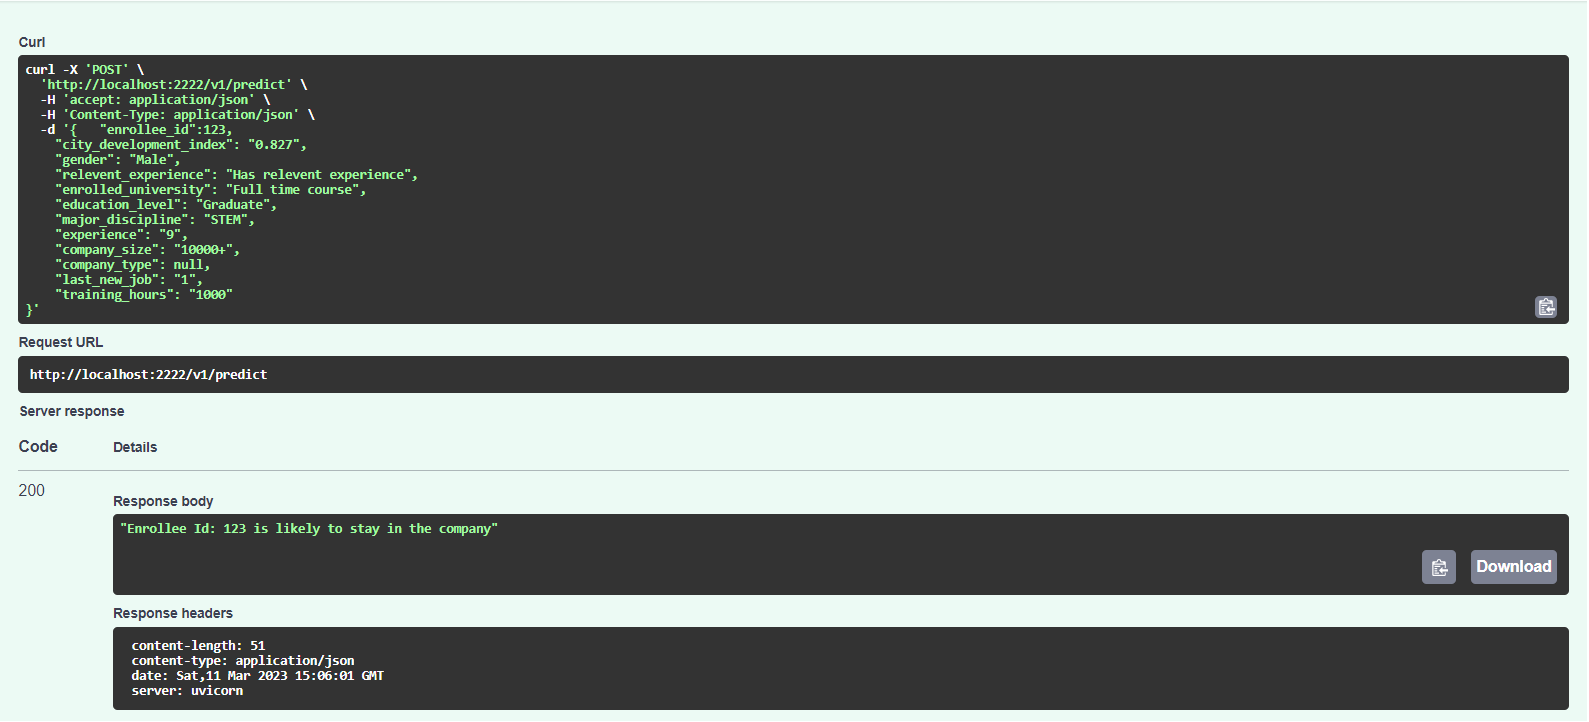 Curl
curl -X 'POST' \
'http://localhost:2222/v1/predict' \
-H 'accept: application/json' \
-H 'Content-Type: application/json' \
-d '{   "enrollee_id":123,
"city_development_index": "0.827",
"gender": "Male",
"relevent_experience": "Has relevent experience",
"enrolled_university": "Full time course",
"education_level": "Graduate",
"major_discipline": "STEM",
"experience": "9",
"company_size": "10000+",
"company_type": null,
"last_new_job": "1",
"training_hours": "1000"
}'
Request URL
http://localhost:2222/v1/predict
Server response
Code Details
200
Response body
"Enrollee Id: 123 is likely to stay in the company"
Download
Response headers
content-length: 51
content-type: application/json
date: Sat,11 Mar 2023 15:06:01 GMT
server: uvicorn